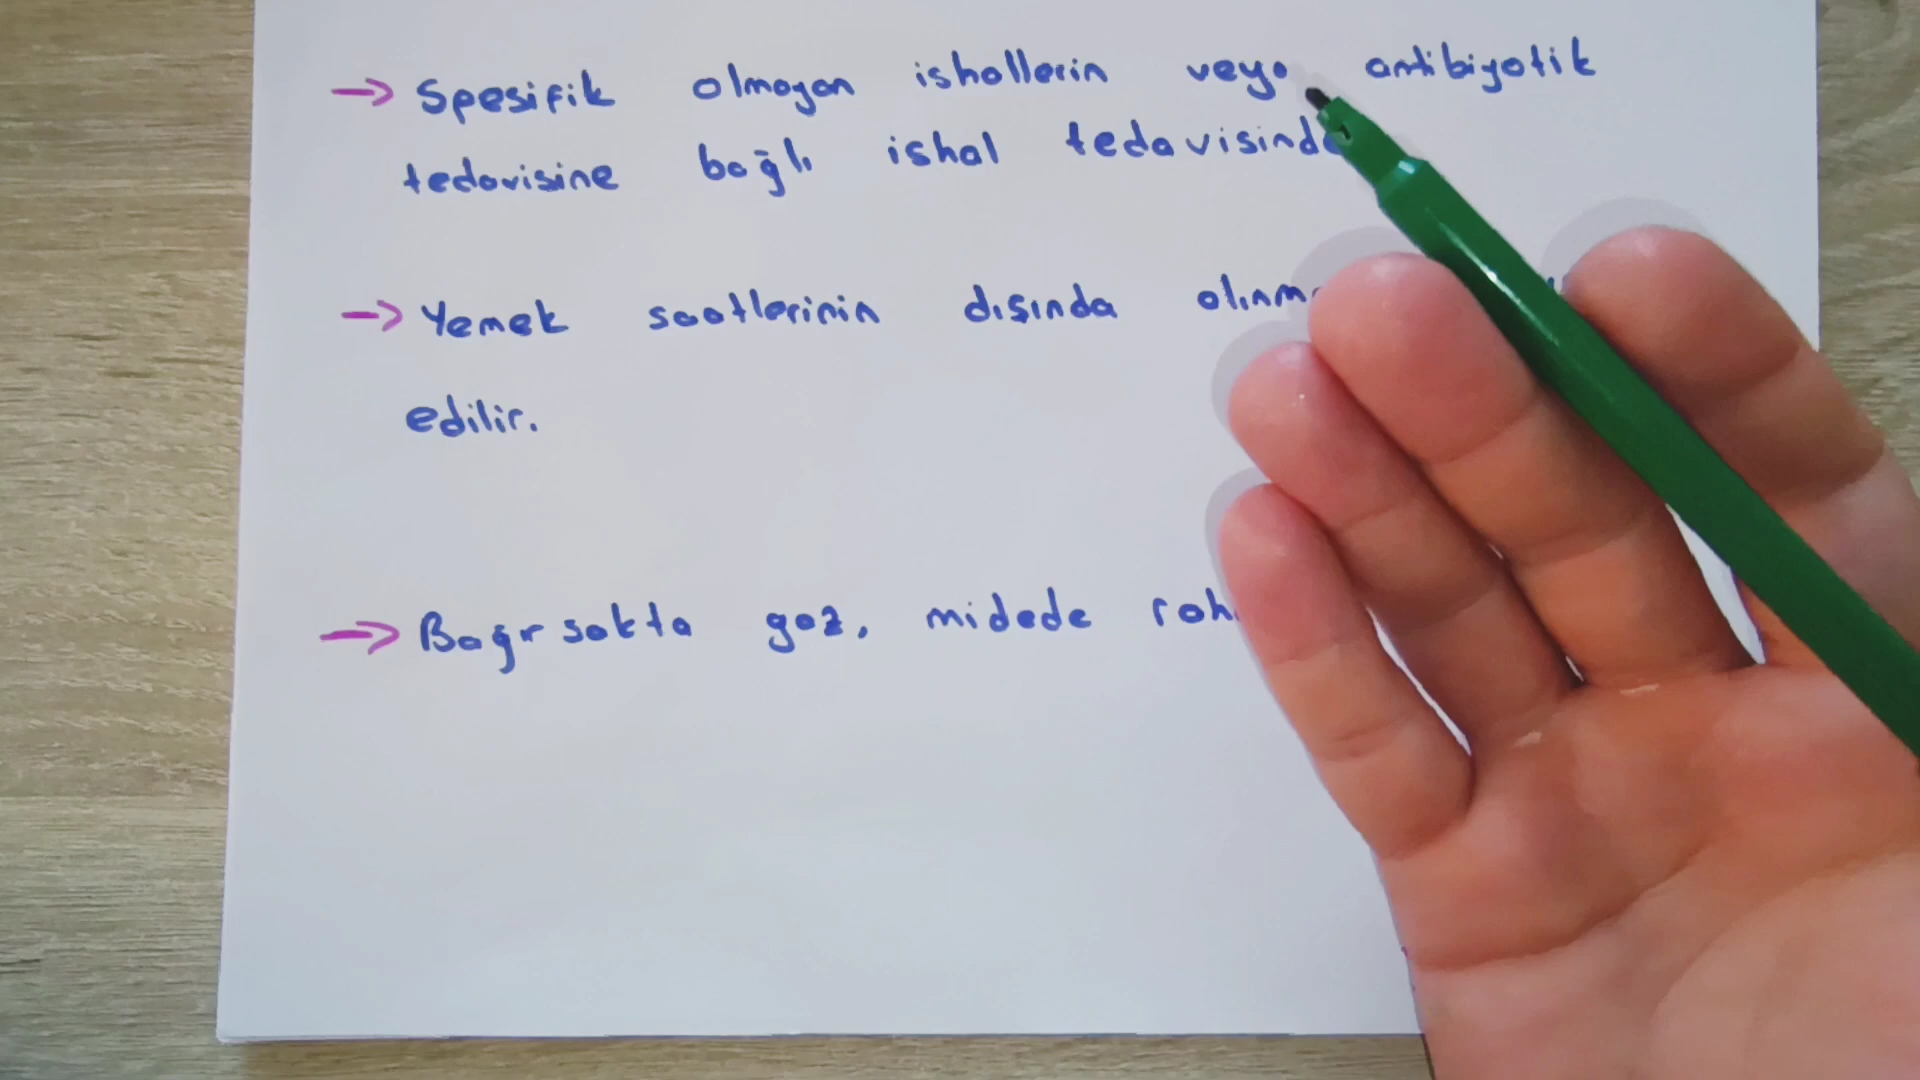 → Spesifik olmayan ishallerin veya antibiyotik
tedavisine bağlı ishal tedavisinde
→ Yemek saatlerinin dışında
edilir.
→ Bağırsakta gaz, midede